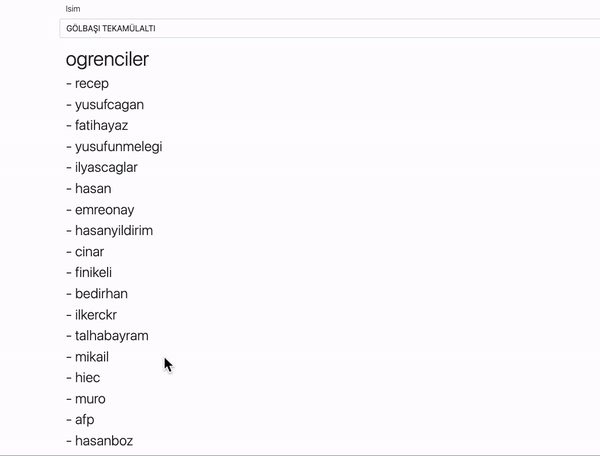 Isim
GÖLBAŞI TEKAMÜLALTI
ogrenciler
- recep
- yusufcagan
- fatihayaz
- yusufunmelegi
- ilyascaglar
- hasan
- emreonay
- hasanyildirim
- cinar
- finikeli
- bedirhan
- ilkerckr
- talhabayram
- mikail
- hiec
- muro
- afp
- hasanboz